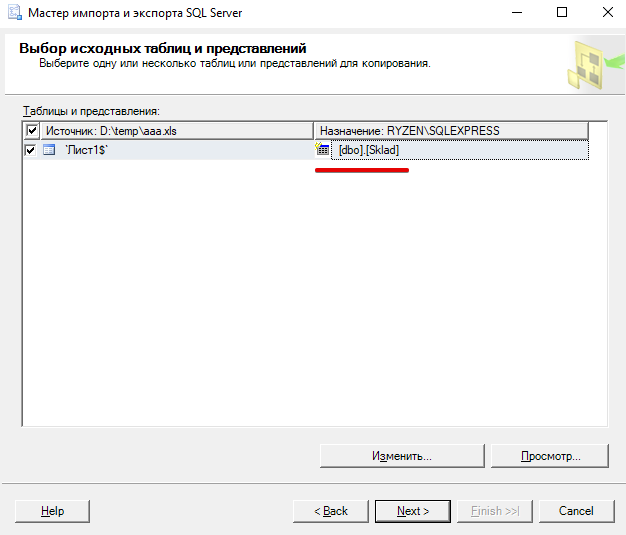 Мастер импорта и экспорта SQL Server
Выбор исходных таблиц и представлений
Выберите одну или несколько таблиц или представлений для копирования.
Таблицы и представления:
Источник: D:\temp\aaa.xls Назначение: RYZEN\SQLEXPRESS
`Лист1$` [dbo].[Sklad]
Изменить... Просмотр...
Help < Back Next > Finish >>| Cancel